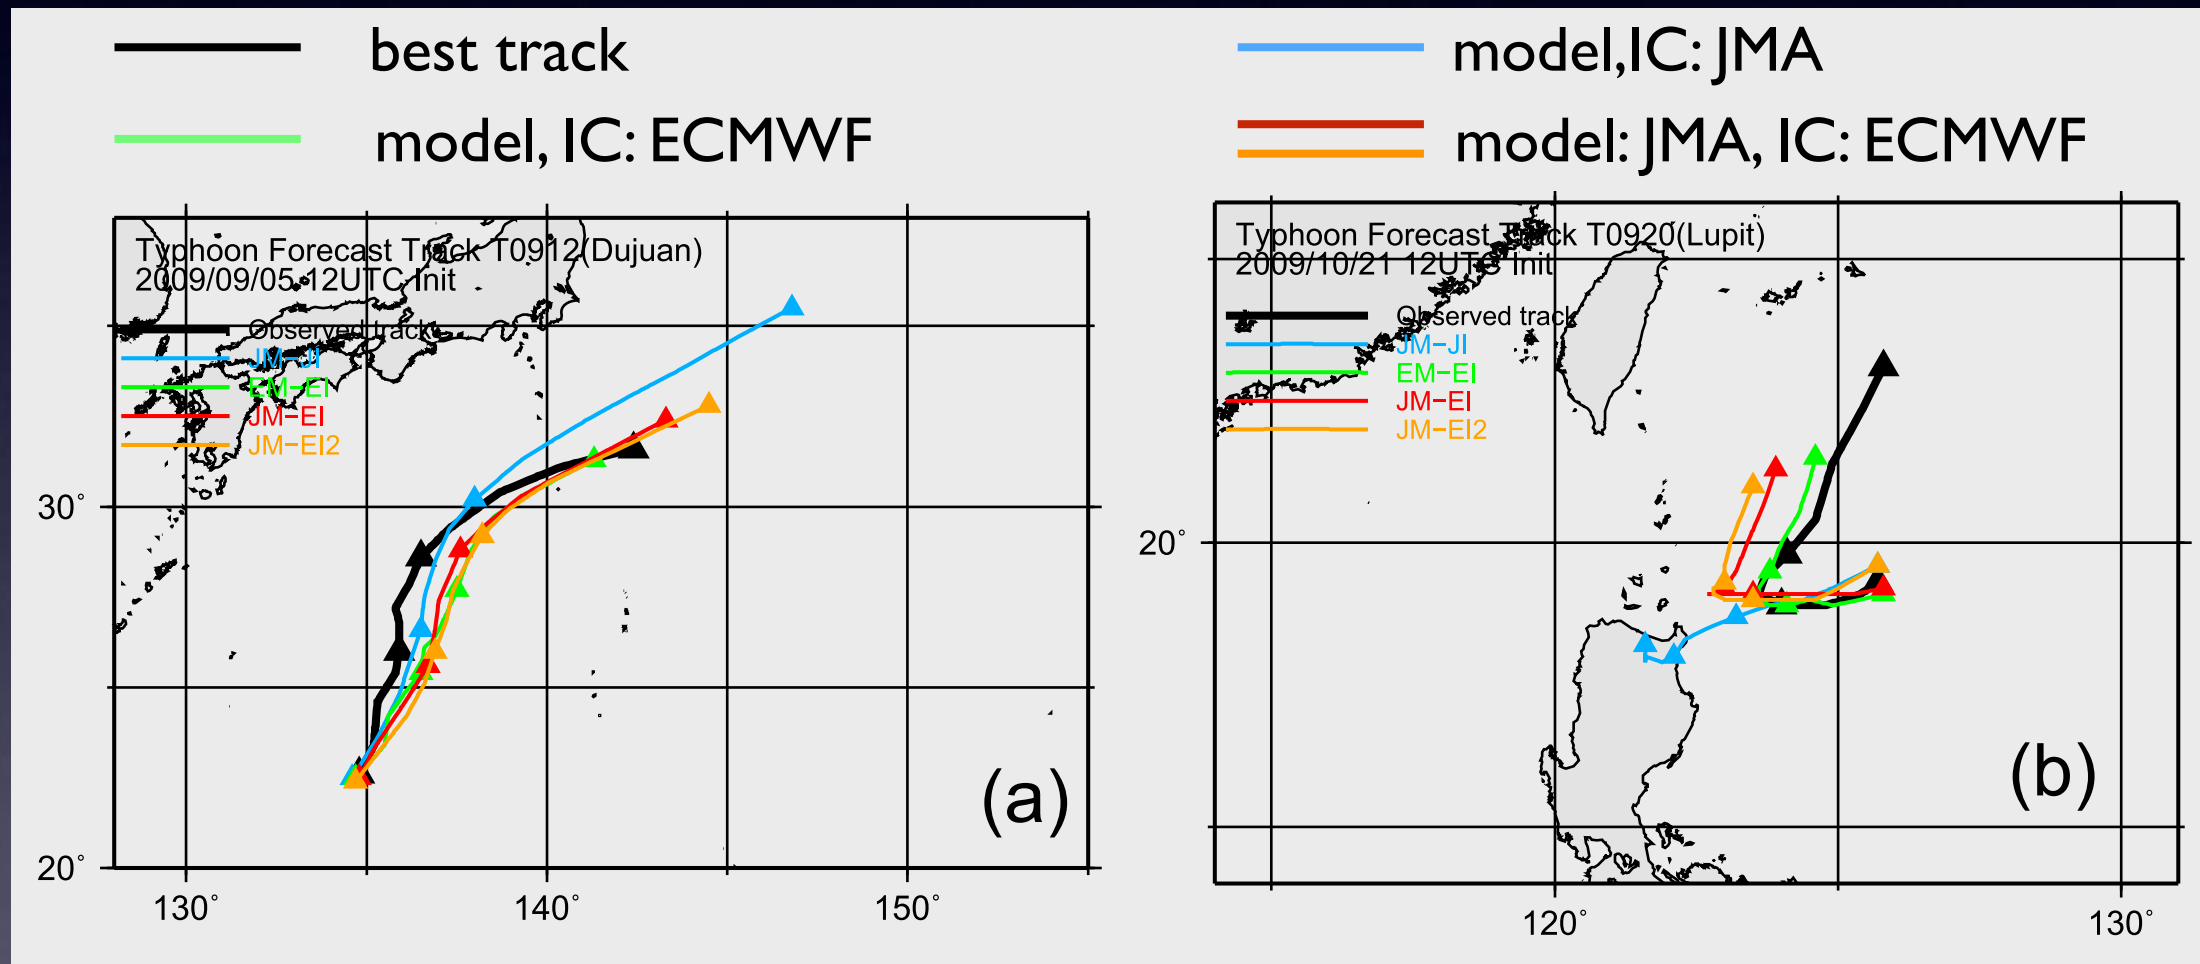 best track
model, IC: ECMWF
model,IC: JMA
model: JMA, IC: ECMWF
Typhoon Forecast Track T0912(Dujuan)
2009/09/05 12UTC Init
Observed track
JM-JI
EM-EI
JM-EI
JM-EI2
30°
20°
130°
140°
150°
(a)
Typhoon Forecast Track T0920(Lupit)
2009/10/21 12UTC Init
Observed track
JM-JI
EM-EI
JM-EI
JM-EI2
20°
120°
130°
(b)